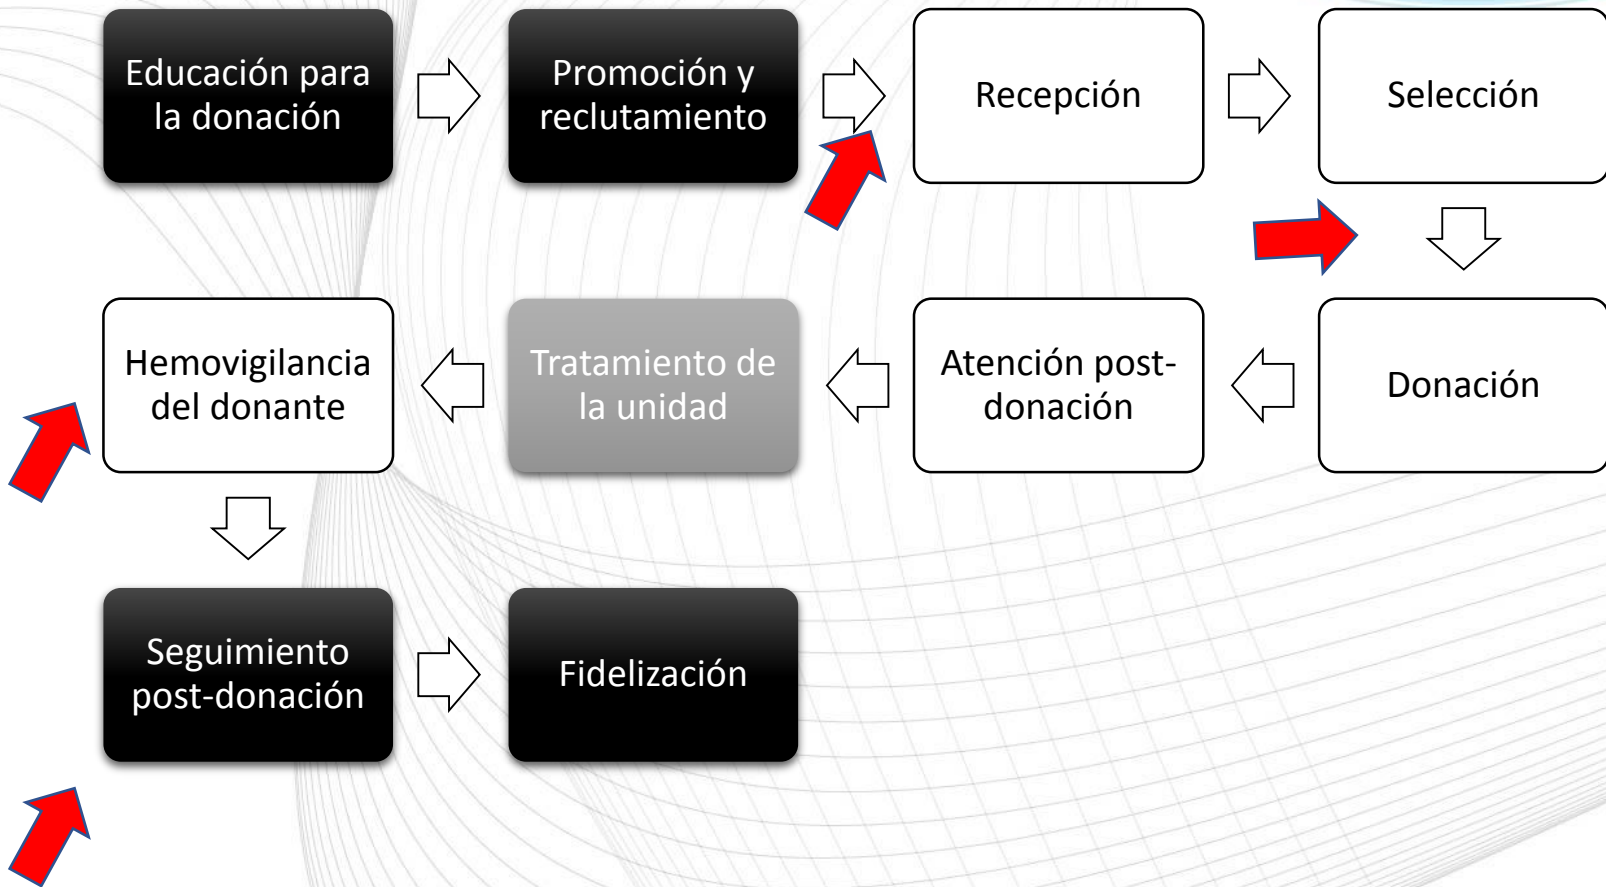 Educación para
la donación
Promoción y
reclutamiento
Recepción
Selección
Donación
Atención post-
donación
Tratamiento de
la unidad
Hemovigilancia
del donante
Seguimiento
post-donación
Fidelización